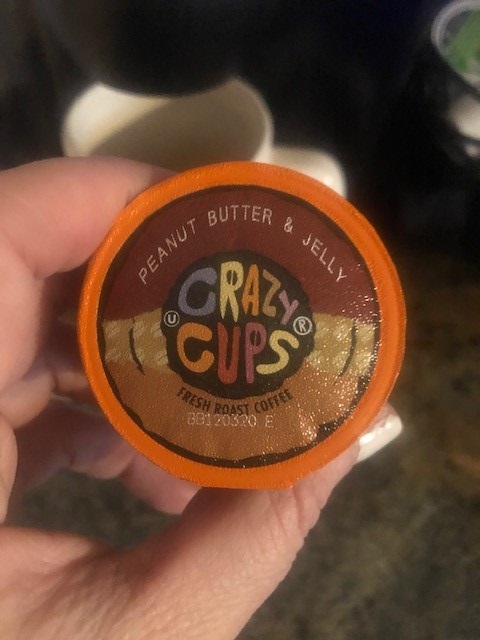 PEANUT BUTTER & JELLY
CRAZY
U CUPS ®
FRESH ROAST COFFEE
BB120320 E